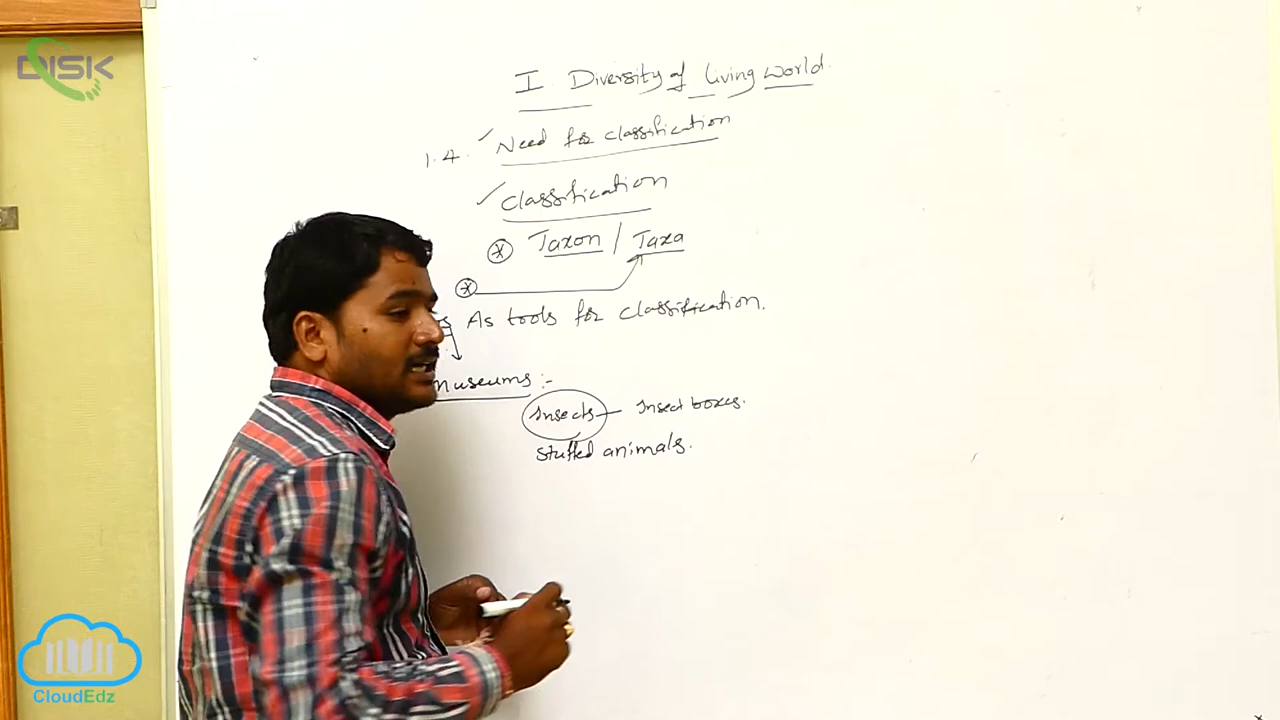 DISK
I. Diversity of living world.
1.4. ✓ Need for classification
✓ Classification
* Taxon / Taxa
*
As tools for classification.
museums :-
Insects — Insect boxes.
stuffed animals.
CloudEdz